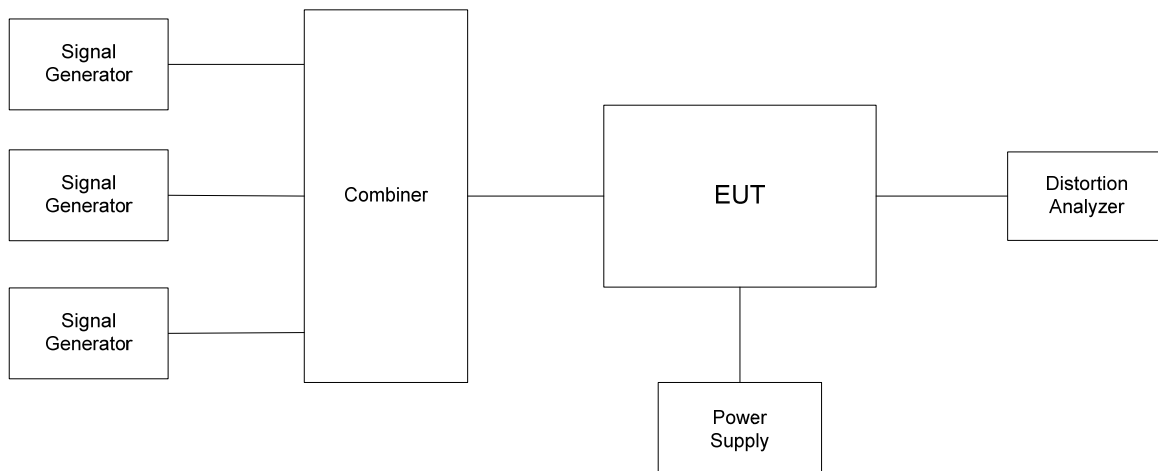 Signal
Generator
Signal
Generator
Signal
Generator
Combiner
EUT
Distortion
Analyzer
Power
Supply